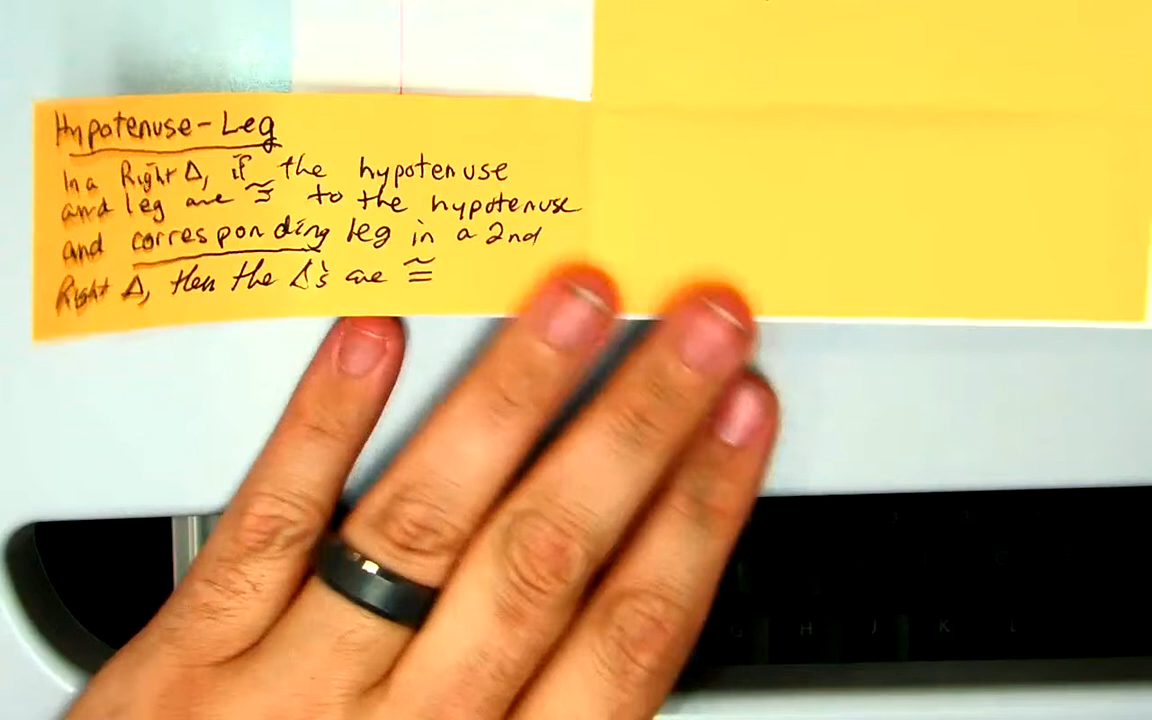 Hypotenuse-Leg
In a Right Δ, if the hypotenuse
and leg are ≅ to the hypotenuse
and corresponding leg in a 2nd
Right Δ, then the Δ's are ≅
H J K L